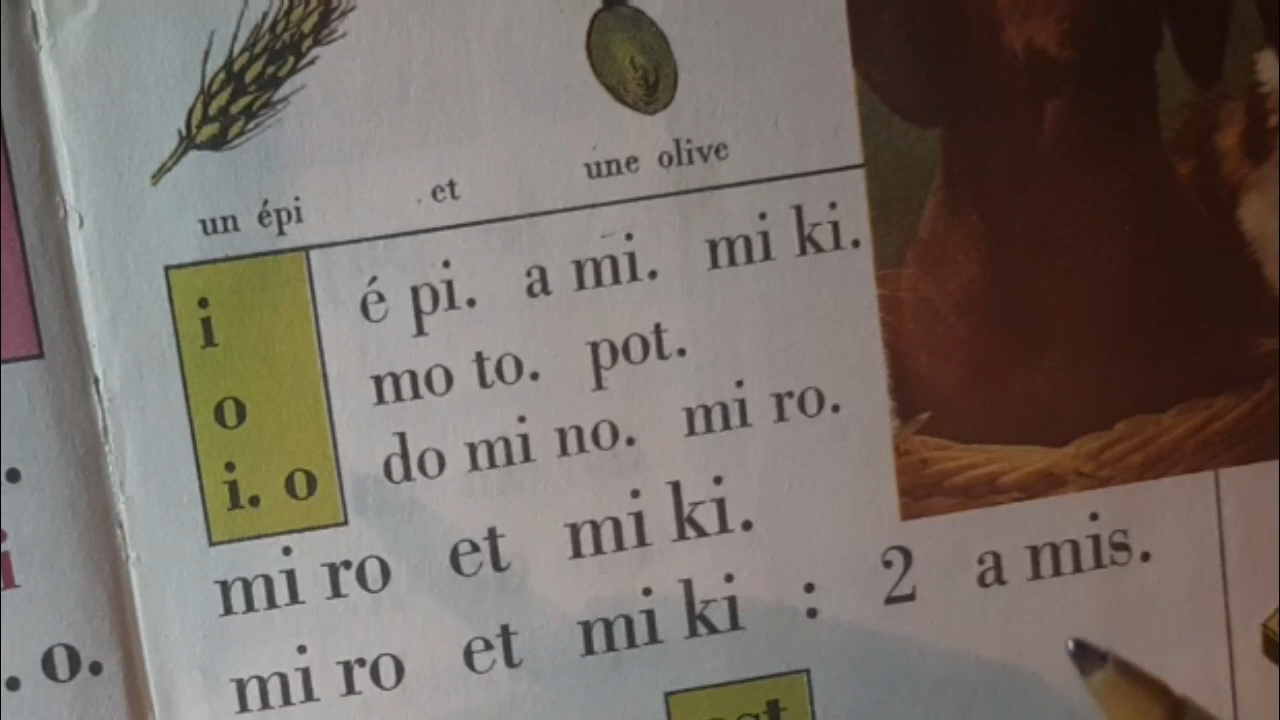 un épi et une olive
i é pi. a mi. mi ki.
o mo to. pot.
i. o do mi no. mi ro.
mi ro et mi ki.
mi ro et mi ki : 2 a mis.
i
. o.